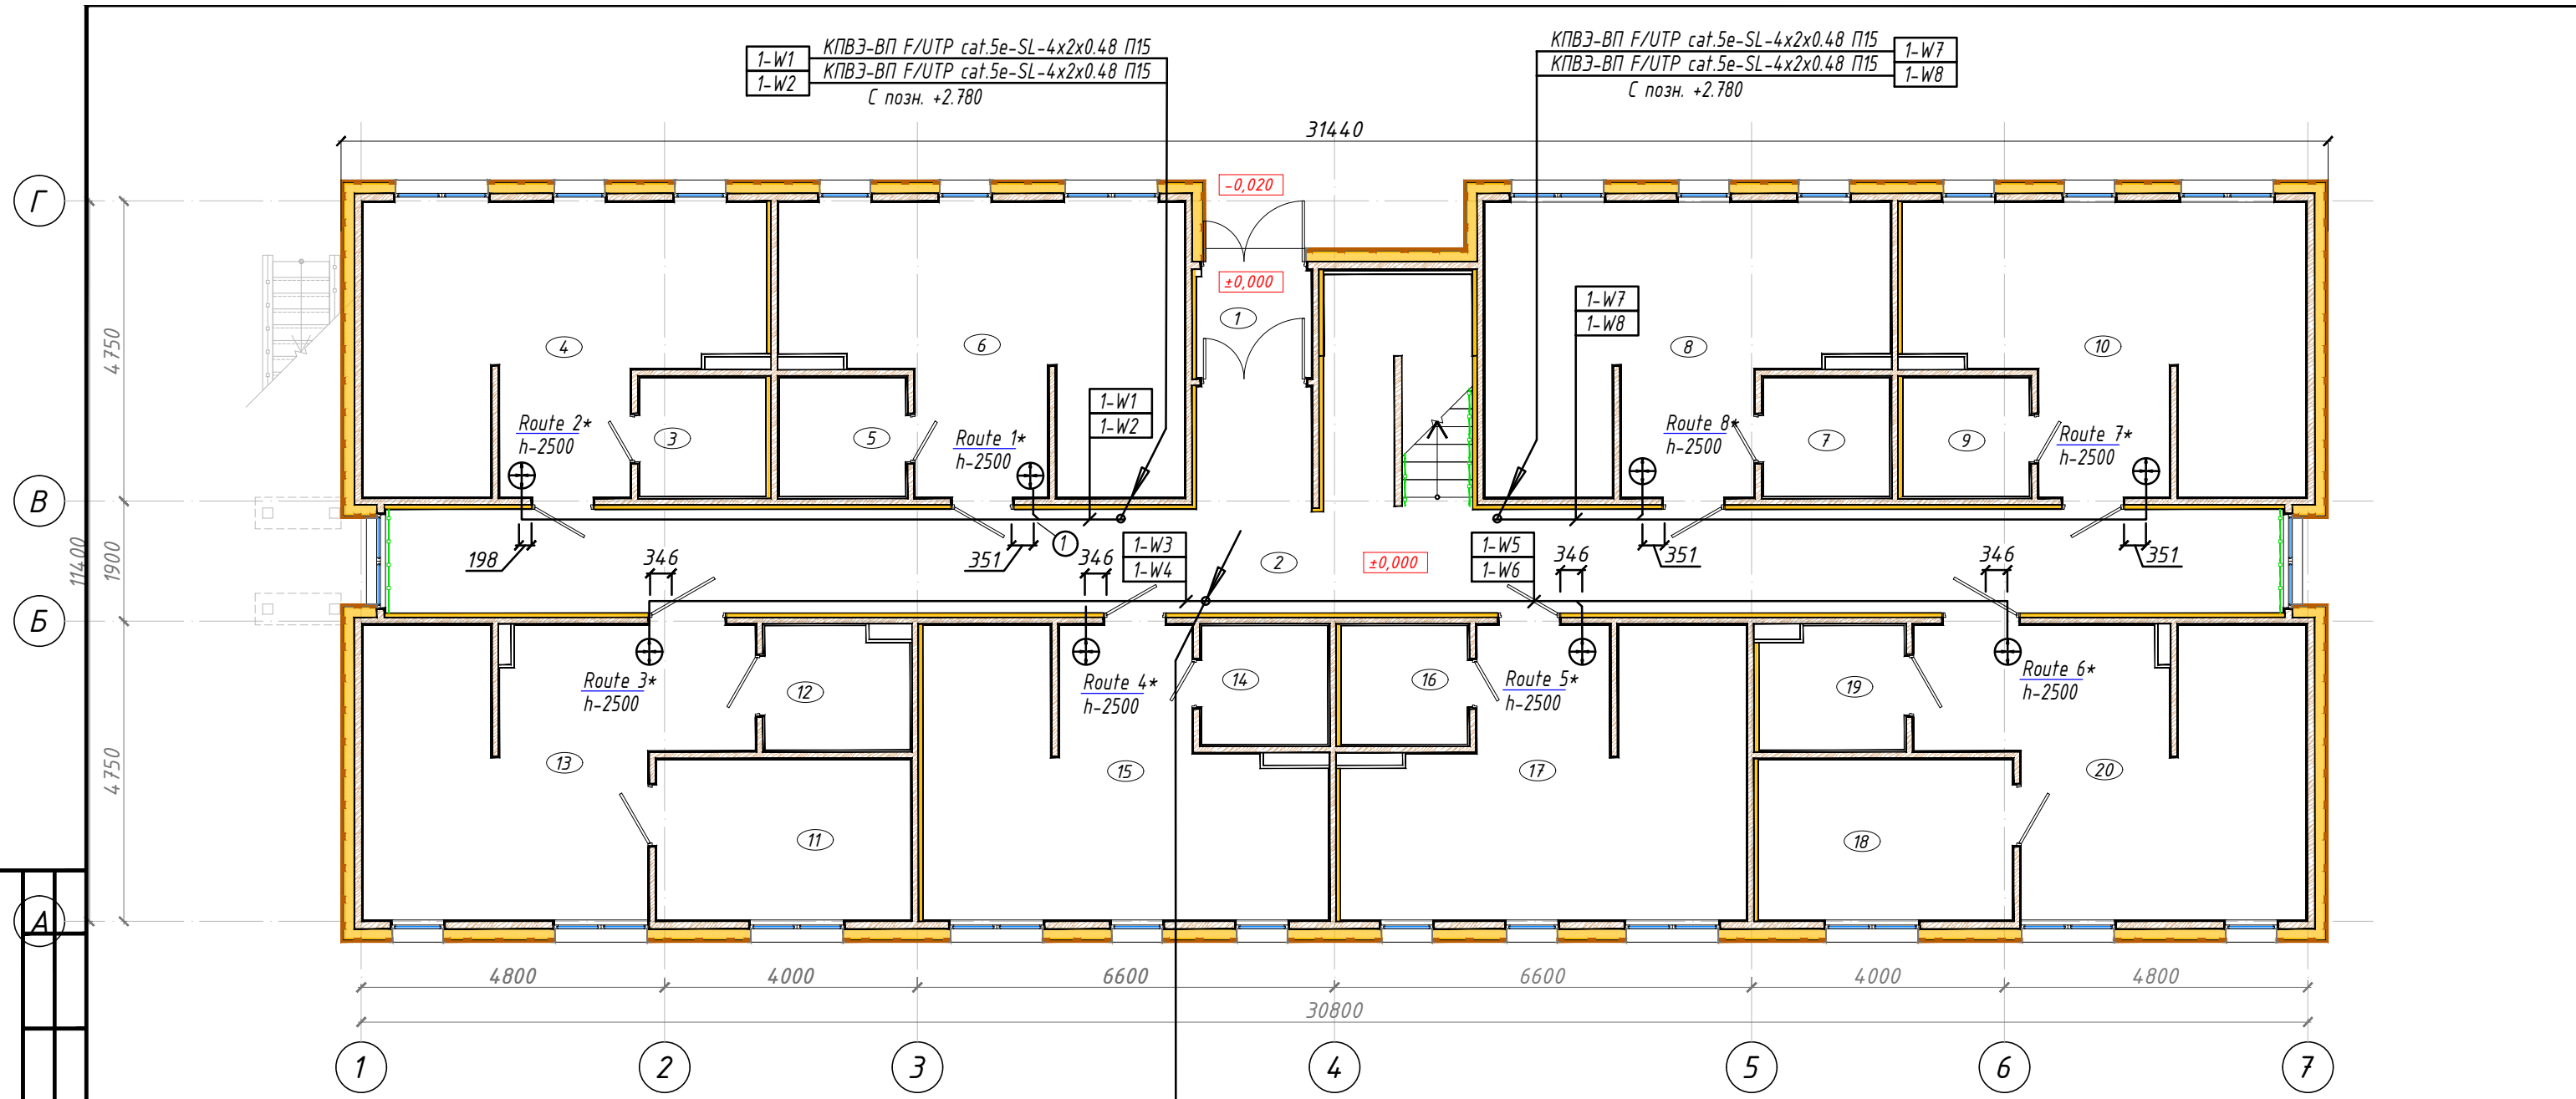 1-W1
КПВЭ-ВП F/UTP cat.5e-SL-4x2x0.48 П15
1-W2
КПВЭ-ВП F/UTP cat.5e-SL-4x2x0.48 П15
С позн. +2.780
КПВЭ-ВП F/UTP cat.5e-SL-4x2x0.48 П15
1-W7
КПВЭ-ВП F/UTP cat.5e-SL-4x2x0.48 П15
1-W8
С позн. +2.780
31440
Г
-0,020
±0,000
1
1-W7
1-W8
4750
4
6
8
10
1-W1
1-W2
Route 2*
h-2500
3
5
Route 1*
h-2500
Route 8*
h-2500
7
9
Route 7*
h-2500
В
11400
1900
198
346
351
1
346
1-W3
1-W4
2
±0,000
1-W5
1-W6
346
351
346
351
Б
Route 3*
h-2500
12
Route 4*
h-2500
14
16
Route 5*
h-2500
19
Route 6*
h-2500
4750
13
15
17
20
11
18
А
4800
4000
6600
6600
4000
4800
30800
1
2
3
4
5
6
7